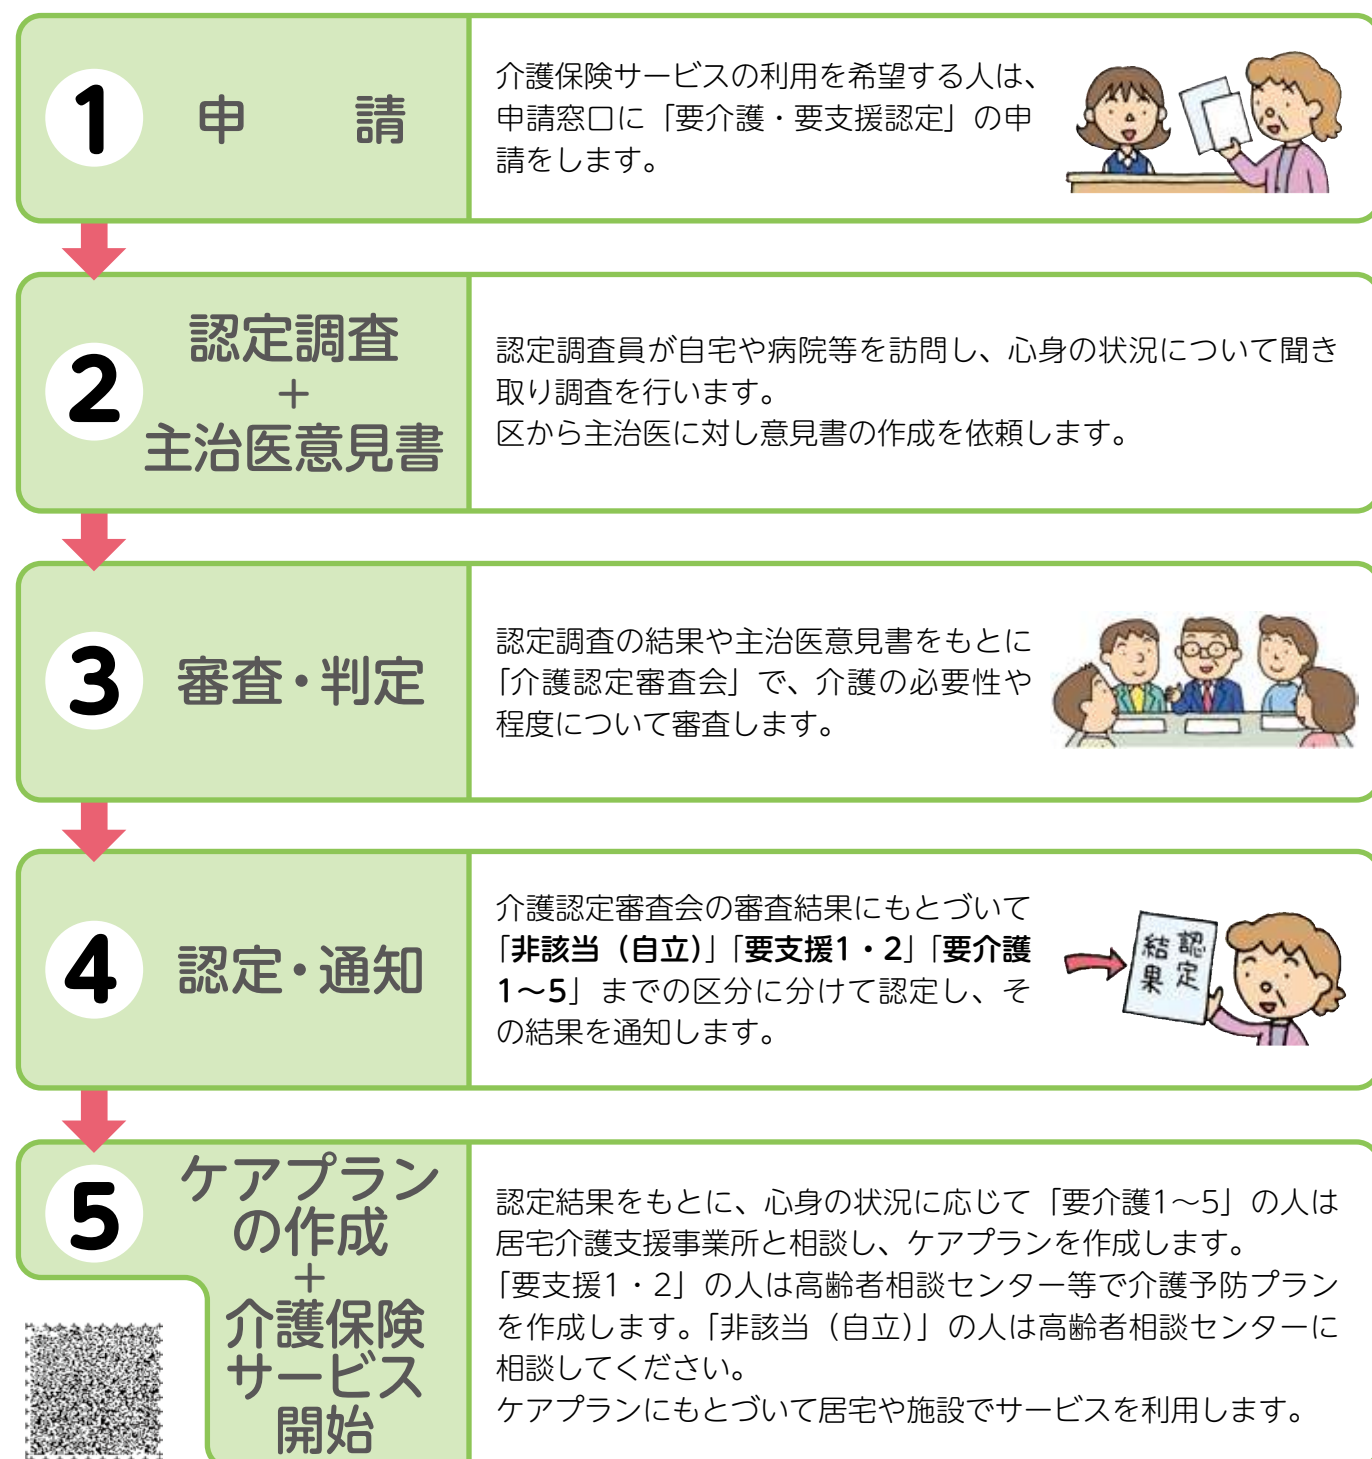 1 申　請
介護保険サービスの利用を希望する人は、
申請窓口に「要介護・要支援認定」の申
請をします。
2 認定調査
＋
主治医意見書
認定調査員が自宅や病院等を訪問し、心身の状況について聞き
取り調査を行います。
区から主治医に対し意見書の作成を依頼します。
3 審査・判定
認定調査の結果や主治医意見書をもとに
「介護認定審査会」で、介護の必要性や
程度について審査します。
4 認定・通知
介護認定審査会の審査結果にもとづいて
「非該当（自立）」「要支援1・2」「要介護
1～5」までの区分に分けて認定し、そ
の結果を通知します。
認定
結果
5 ケアプラン
の作成
＋
介護保険
サービス
開始
認定結果をもとに、心身の状況に応じて「要介護1～5」の人は
居宅介護支援事業所と相談し、ケアプランを作成します。
「要支援1・2」の人は高齢者相談センター等で介護予防プラン
を作成します。「非該当（自立）」の人は高齢者相談センターに
相談してください。
ケアプランにもとづいて居宅や施設でサービスを利用します。